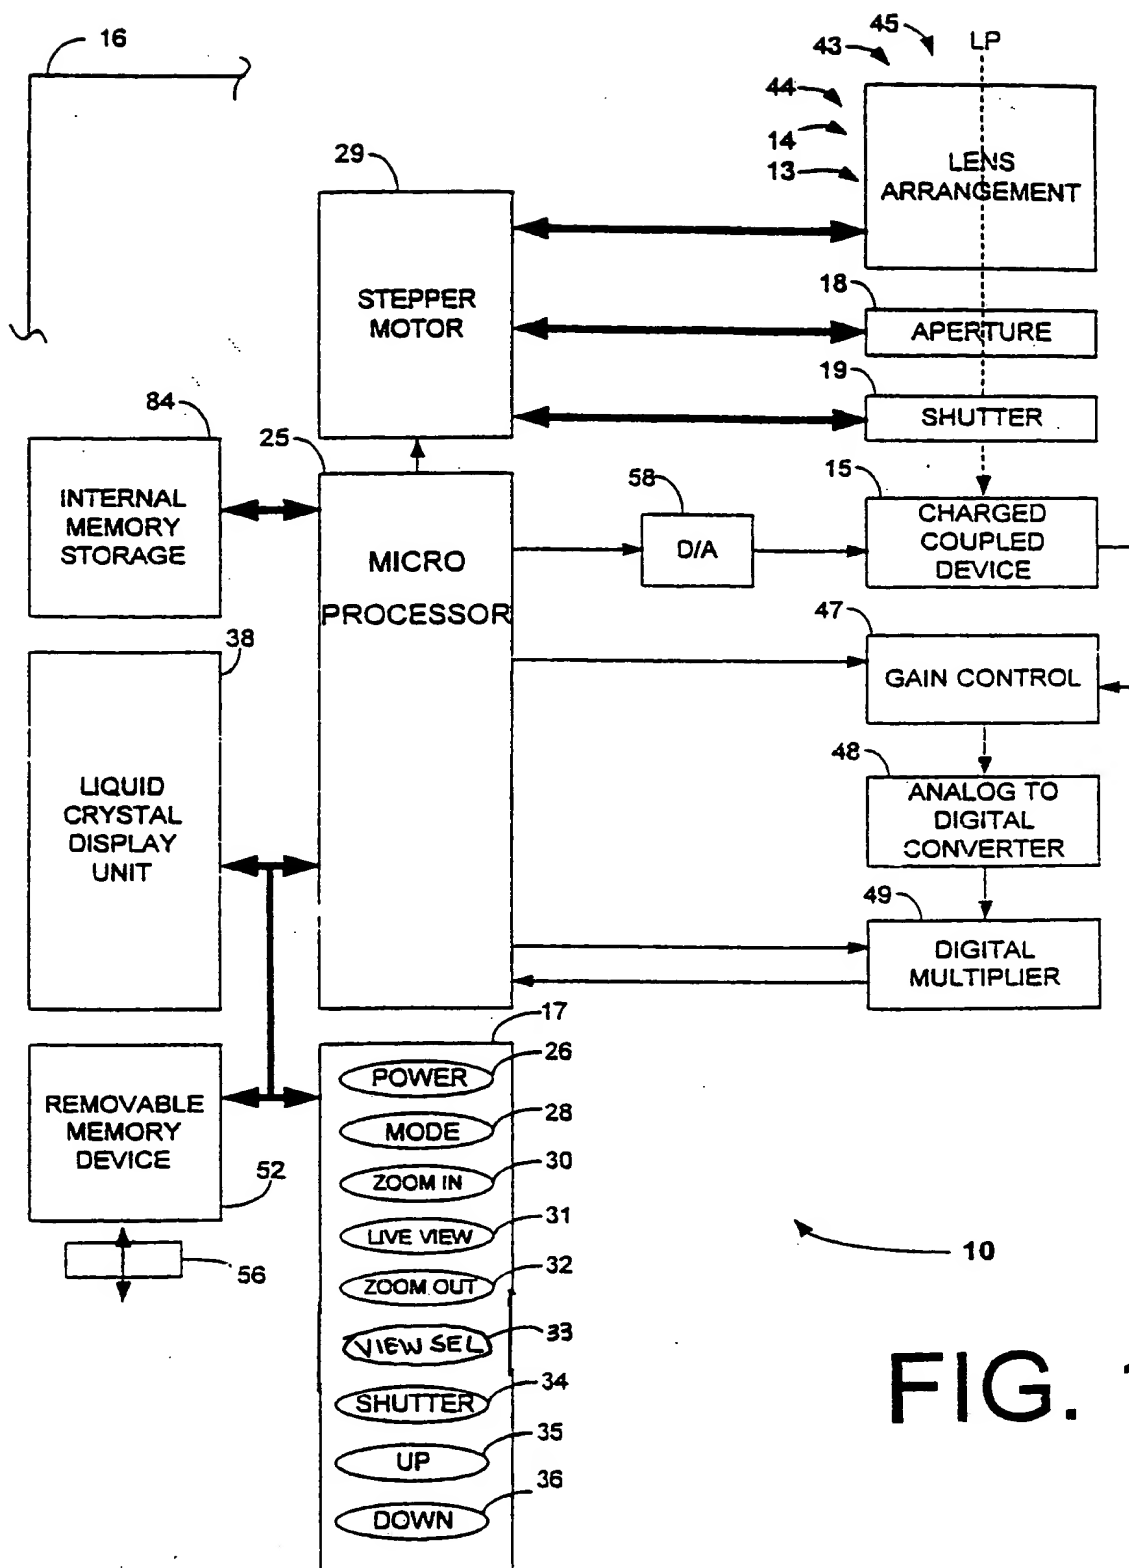 16
45
43
LP
44
14
13
LENS
ARRANGEMENT
29
STEPPER
MOTOR
18
APERTURE
19
SHUTTER
84
INTERNAL
MEMORY
STORAGE
25
MICRO
PROCESSOR
58
D/A
15
CHARGED
COUPLED
DEVICE
47
GAIN CONTROL
38
LIQUID
CRYSTAL
DISPLAY
UNIT
48
ANALOG TO
DIGITAL
CONVERTER
49
DIGITAL
MULTIPLIER
17
REMOVABLE
MEMORY
DEVICE
52
56
POWER
26
MODE
28
ZOOM IN
30
LIVE VIEW
31
ZOOM OUT
32
VIEW SEL
33
SHUTTER
34
UP
35
DOWN
36
10
FIG.